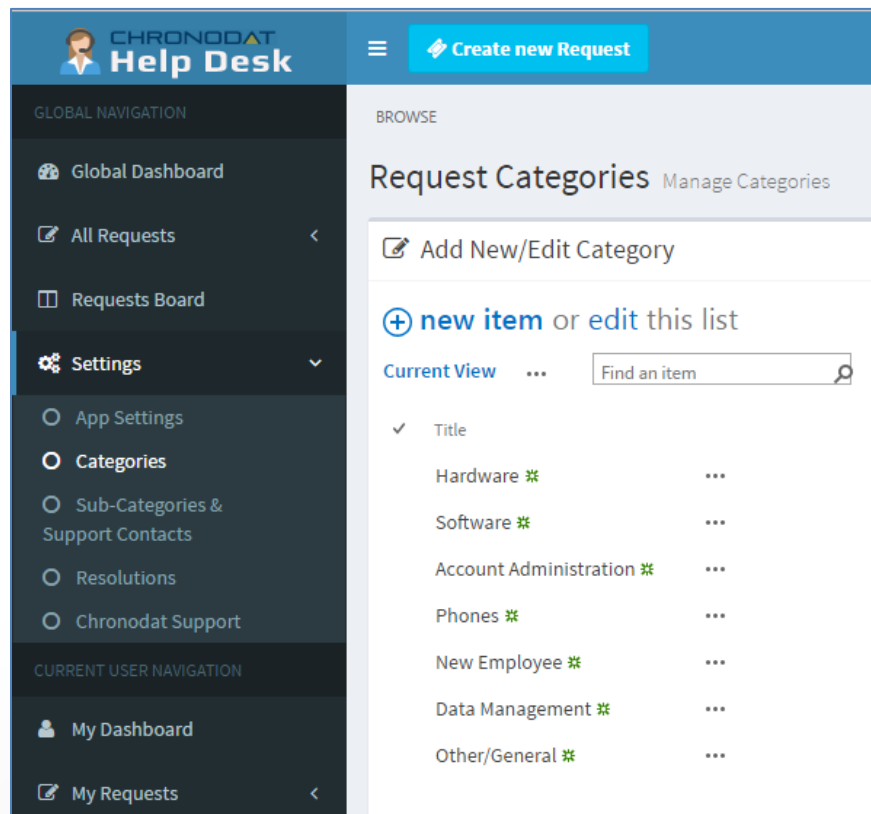 CHRONODAT
Help Desk
Create new Request
GLOBAL NAVIGATION
Global Dashboard
All Requests
Requests Board
Settings
App Settings
Categories
Sub-Categories &
Support Contacts
Resolutions
Chronodat Support
CURRENT USER NAVIGATION
My Dashboard
My Requests
BROWSE
Request Categories Manage Categories
Add New/Edit Category
new item or edit this list
Current View ... Find an item
Title
Hardware ...
Software ...
Account Administration ...
Phones ...
New Employee ...
Data Management ...
Other/General ...